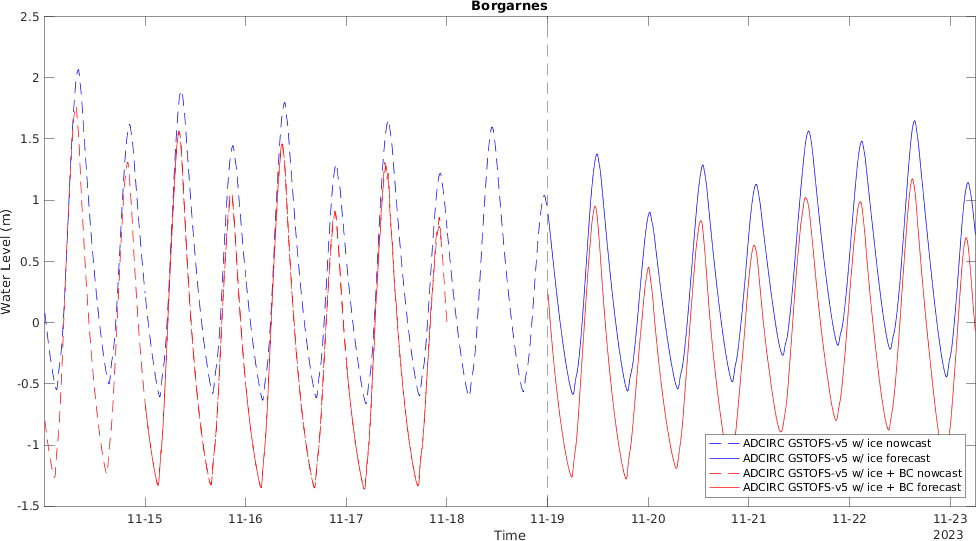 Borgarnes
2.5
2
1.5
1
0.5
0
-0.5
-1
-1.5
Water Level (m)
11-15
11-16
11-17
11-18
11-19
11-20
11-21
11-22
11-23
2023
Time
ADCIRC GSTOFS-v5 w/ ice nowcast
ADCIRC GSTOFS-v5 w/ ice forecast
ADCIRC GSTOFS-v5 w/ ice + BC nowcast
ADCIRC GSTOFS-v5 w/ ice + BC forecast